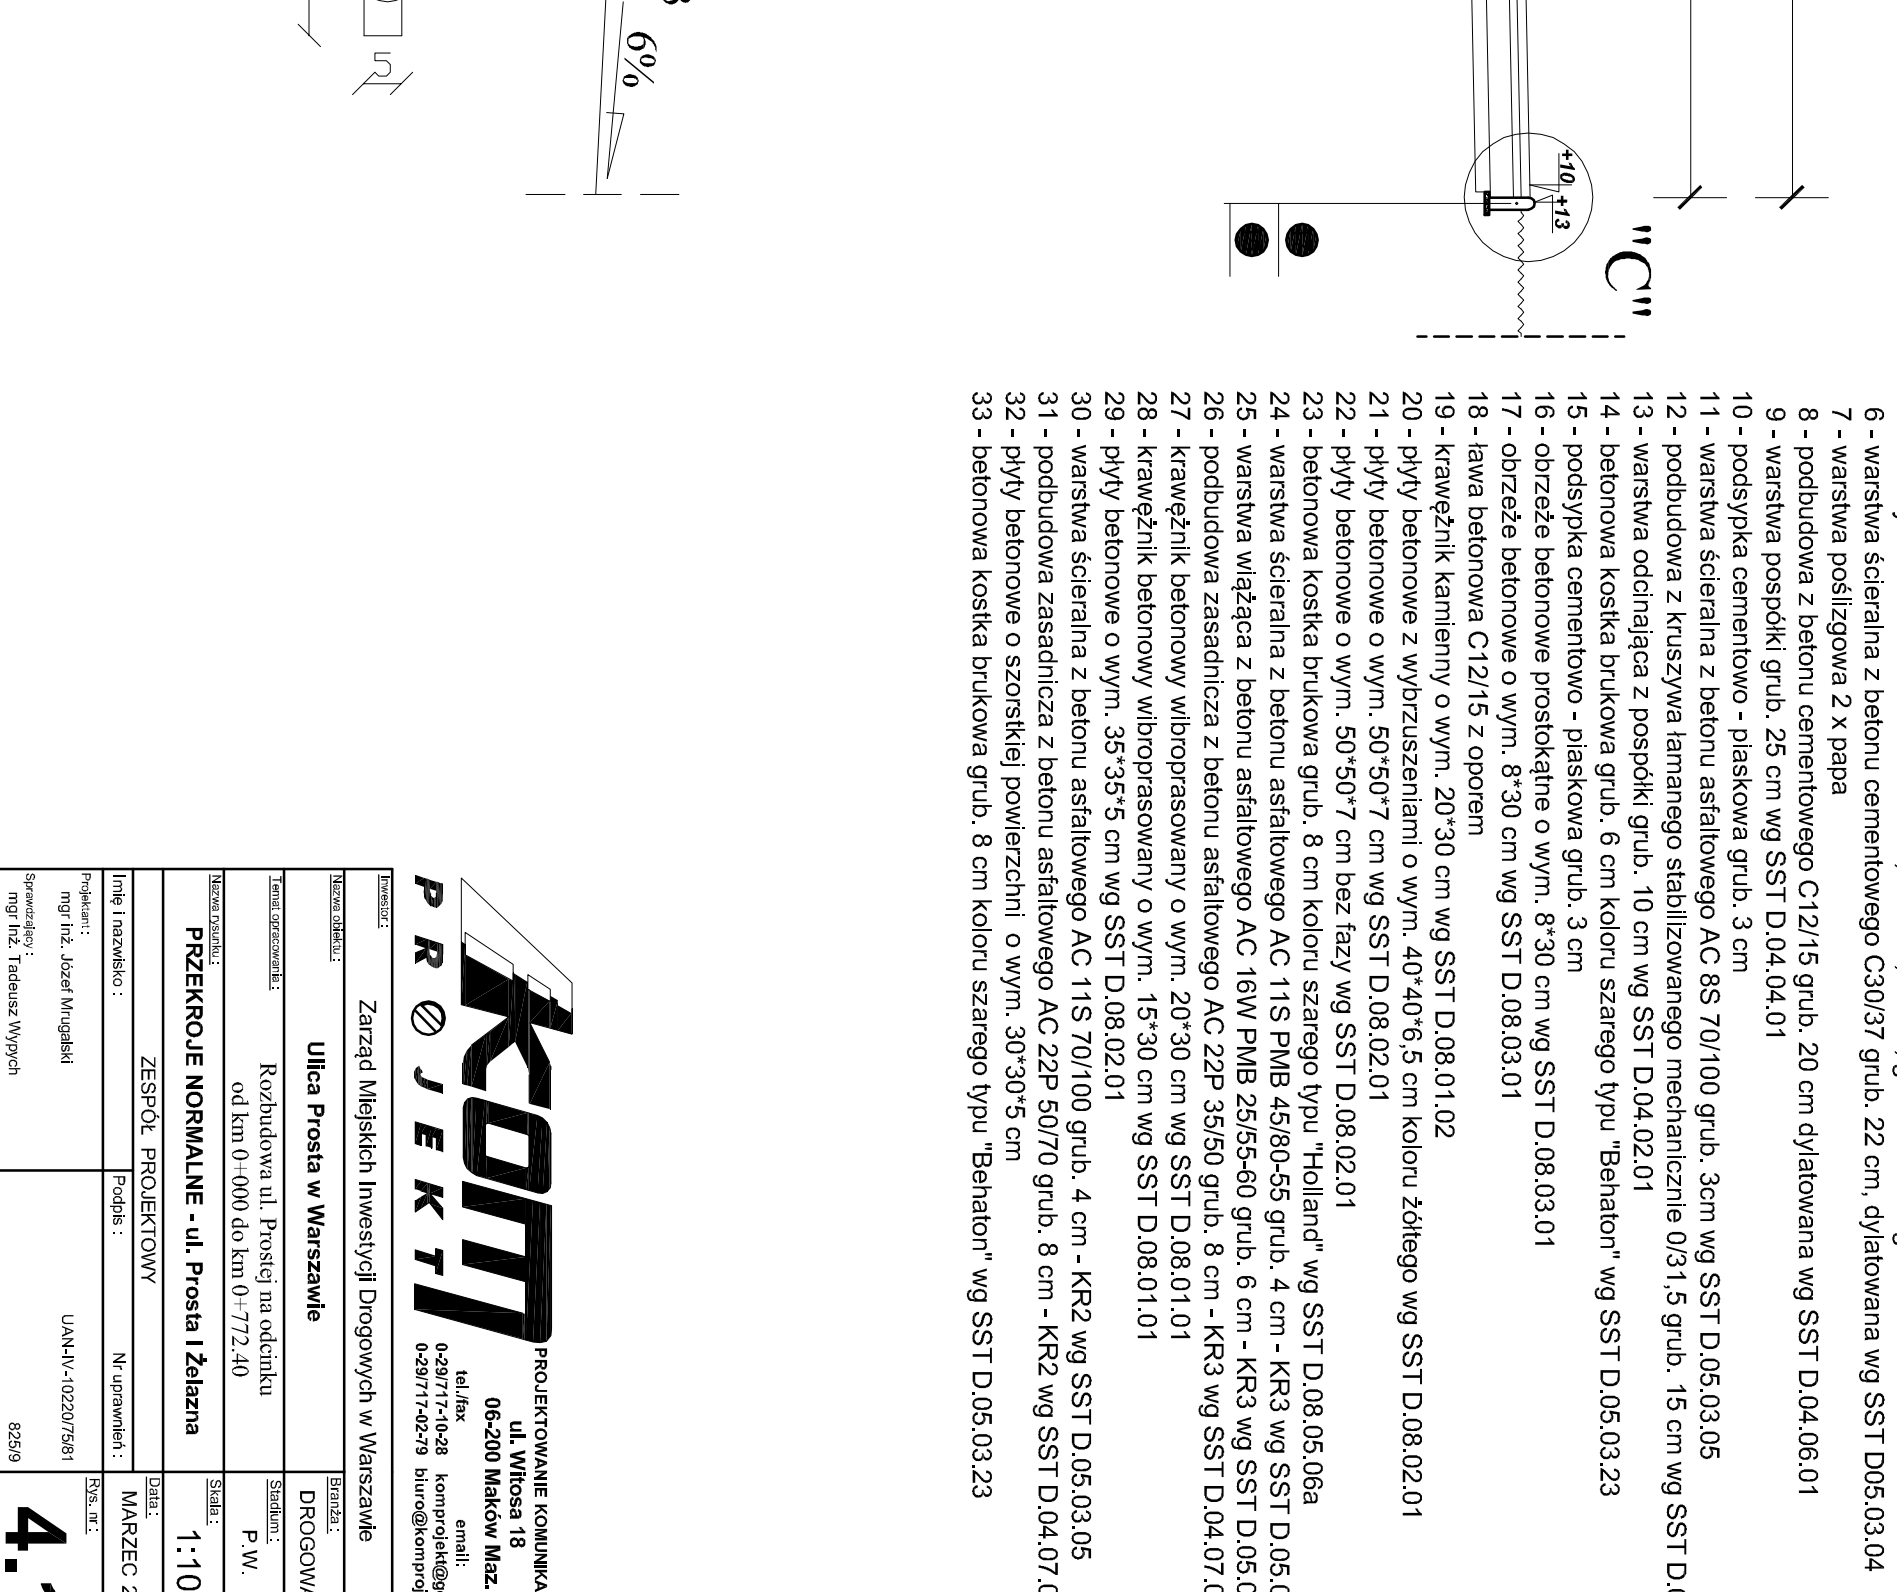 6%
5
+10
+13
"C"
6 - warstwa ścieralna z betonu cementowego C30/37 grub. 22 cm, dylatowana wg SST D05.03.04
7 - warstwa poślizgowa 2 x papa
8 - podbudowa z betonu cementowego C12/15 grub. 20 cm dylatowana wg SST D.04.06.01
9 - warstwa pospółki grub. 25 cm wg SST D.04.04.01
10 - podsypka cementowo - piaskowa grub. 3 cm
11 - warstwa ścieralna z betonu asfaltowego AC 8S 70/100 grub. 3cm wg SST D.05.03.05
12 - podbudowa z kruszywa łamanego stabilizowanego mechanicznie 0/31,5 grub. 15 cm wg SST D.
13 - warstwa odcinająca z pospółki grub. 10 cm wg SST D.04.02.01
14 - betonowa kostka brukowa grub. 6 cm koloru szarego typu "Behaton" wg SST D.05.03.23
15 - podsypka cementowo - piaskowa grub. 3 cm
16 - obrzeże betonowe prostokątne o wym. 8*30 cm wg SST D.08.03.01
17 - obrzeże betonowe o wym. 8*30 cm wg SST D.08.03.01
18 - ława betonowa C12/15 z oporem
19 - krawężnik kamienny o wym. 20*30 cm wg SST D.08.01.02
20 - płyty betonowe z wybrzuszeniami o wym. 40*40*6,5 cm koloru żółtego wg SST D.08.02.01
21 - płyty betonowe o wym. 50*50*7 cm wg SST D.08.02.01
22 - płyty betonowe o wym. 50*50*7 cm bez fazy wg SST D.08.02.01
23 - betonowa kostka brukowa grub. 8 cm koloru szarego typu "Holland" wg SST D.08.05.06a
24 - warstwa ścieralna z betonu asfaltowego AC 11S PMB 45/80-55 grub. 4 cm - KR3 wg SST D.05.0
25 - warstwa wiążąca z betonu asfaltowego AC 16W PMB 25/55-60 grub. 6 cm - KR3 wg SST D.05.0
26 - podbudowa zasadnicza z betonu asfaltowego AC 22P 35/50 grub. 8 cm - KR3 wg SST D.04.07.0
27 - krawężnik betonowy wibroprasowany o wym. 20*30 cm wg SST D.08.01.01
28 - krawężnik betonowy wibroprasowany o wym. 15*30 cm wg SST D.08.01.01
29 - płyty betonowe o wym. 35*35*5 cm wg SST D.08.02.01
30 - warstwa ścieralna z betonu asfaltowego AC 11S 70/100 grub. 4 cm - KR2 wg SST D.05.03.05
31 - podbudowa zasadnicza z betonu asfaltowego AC 22P 50/70 grub. 8 cm - KR2 wg SST D.04.07.0
32 - płyty betonowe o szorstkiej powierzchni o wym. 30*30*5 cm
33 - betonowa kostka brukowa grub. 8 cm koloru szarego typu "Behaton" wg SST D.05.03.23
KOM
PROJEKT
PROJEKTOWANIE KOMUNIKA
ul. Witosa 18
06-200 Maków Maz.
tel./fax email:
0-29/717-10-28 komprojekt@g
0-29/717-02-79 biuro@komproj
Inwestor :
Zarząd Miejskich Inwestycji Drogowych w Warszawie
Nazwa obiektu :
Ulica Prosta w Warszawie
Branża :
DROGOWA
Temat opracowania :
Rozbudowa ul. Prostej na odcinku
od km 0+000 do km 0+772.40
Stadium :
P.W.
Nazwa rysunku :
PRZEKROJE NORMALNE - ul. Prosta i Żelazna
Skala :
1:10
ZESPÓŁ PROJEKTOWY
Data :
MARZEC 2
Imię i nazwisko :
Podpis :
Nr uprawnień :
Rys. nr :
4.
Projektant :
mgr inż. Józef Mrugalski
UAN-IV-10220/75/81
Sprawdzający :
mgr inż. Tadeusz Wypych
825/9